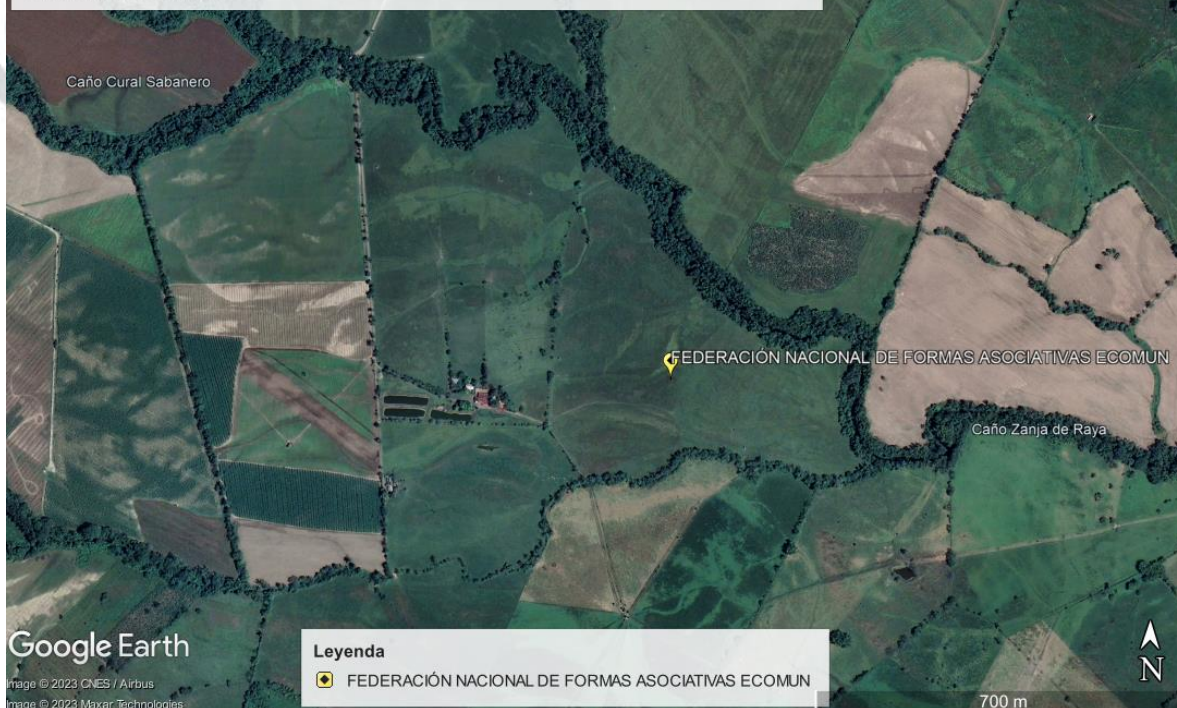 Caño Cural Sabanero
FEDERACIÓN NACIONAL DE FORMAS ASOCIATIVAS ECOMUN
Caño Zanja de Raya
Google Earth
Image © 2023 CNES / Airbus
Image © 2023 Maxar Technologies
Leyenda
FEDERACIÓN NACIONAL DE FORMAS ASOCIATIVAS ECOMUN
N
700 m